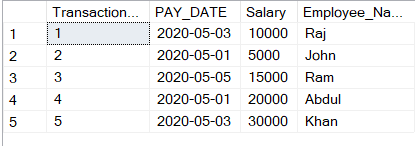 Transaction... PAY_DATE Salary Employee_Na...
1 1 2020-05-03 10000 Raj
2 2 2020-05-01 5000 John
3 3 2020-05-05 15000 Ram
4 4 2020-05-01 20000 Abdul
5 5 2020-05-03 30000 Khan